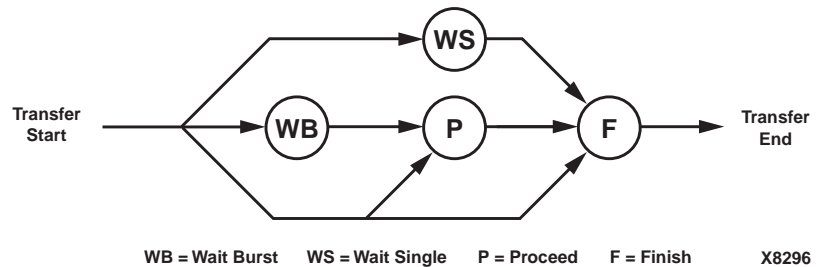 WS
Transfer
Start
WB
P
F
Transfer
End
WB = Wait Burst WS = Wait Single P = Proceed F = Finish X8296